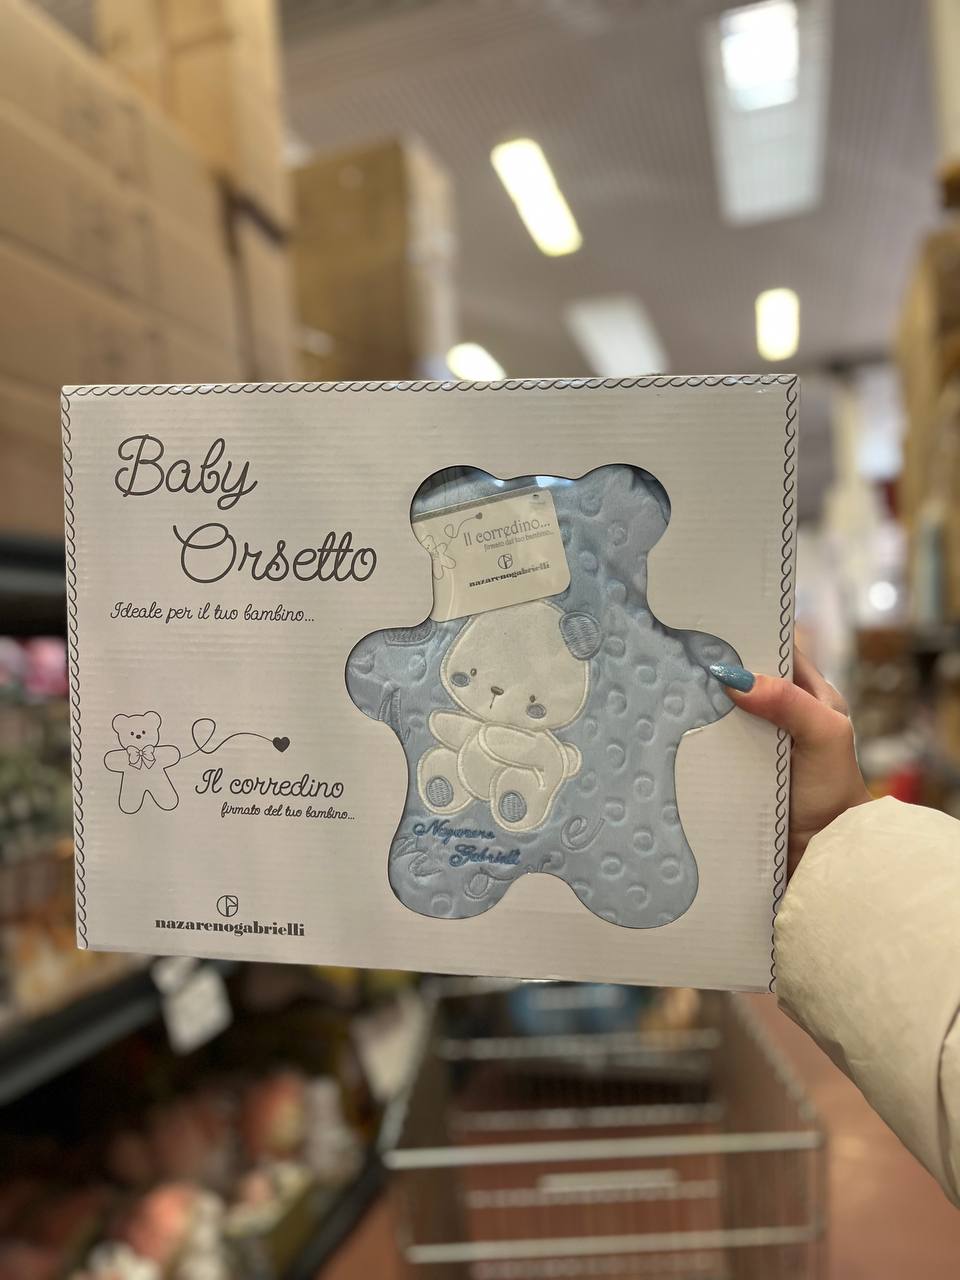 Baby
Orsetto
Ideale per il tuo bambino...
Il corredino
firmato del tuo bambino...
nazarenogabrielli
Il corredino...
firmato del tuo bambino...
nazarenogabrielli
Nazareno
Gabrielli